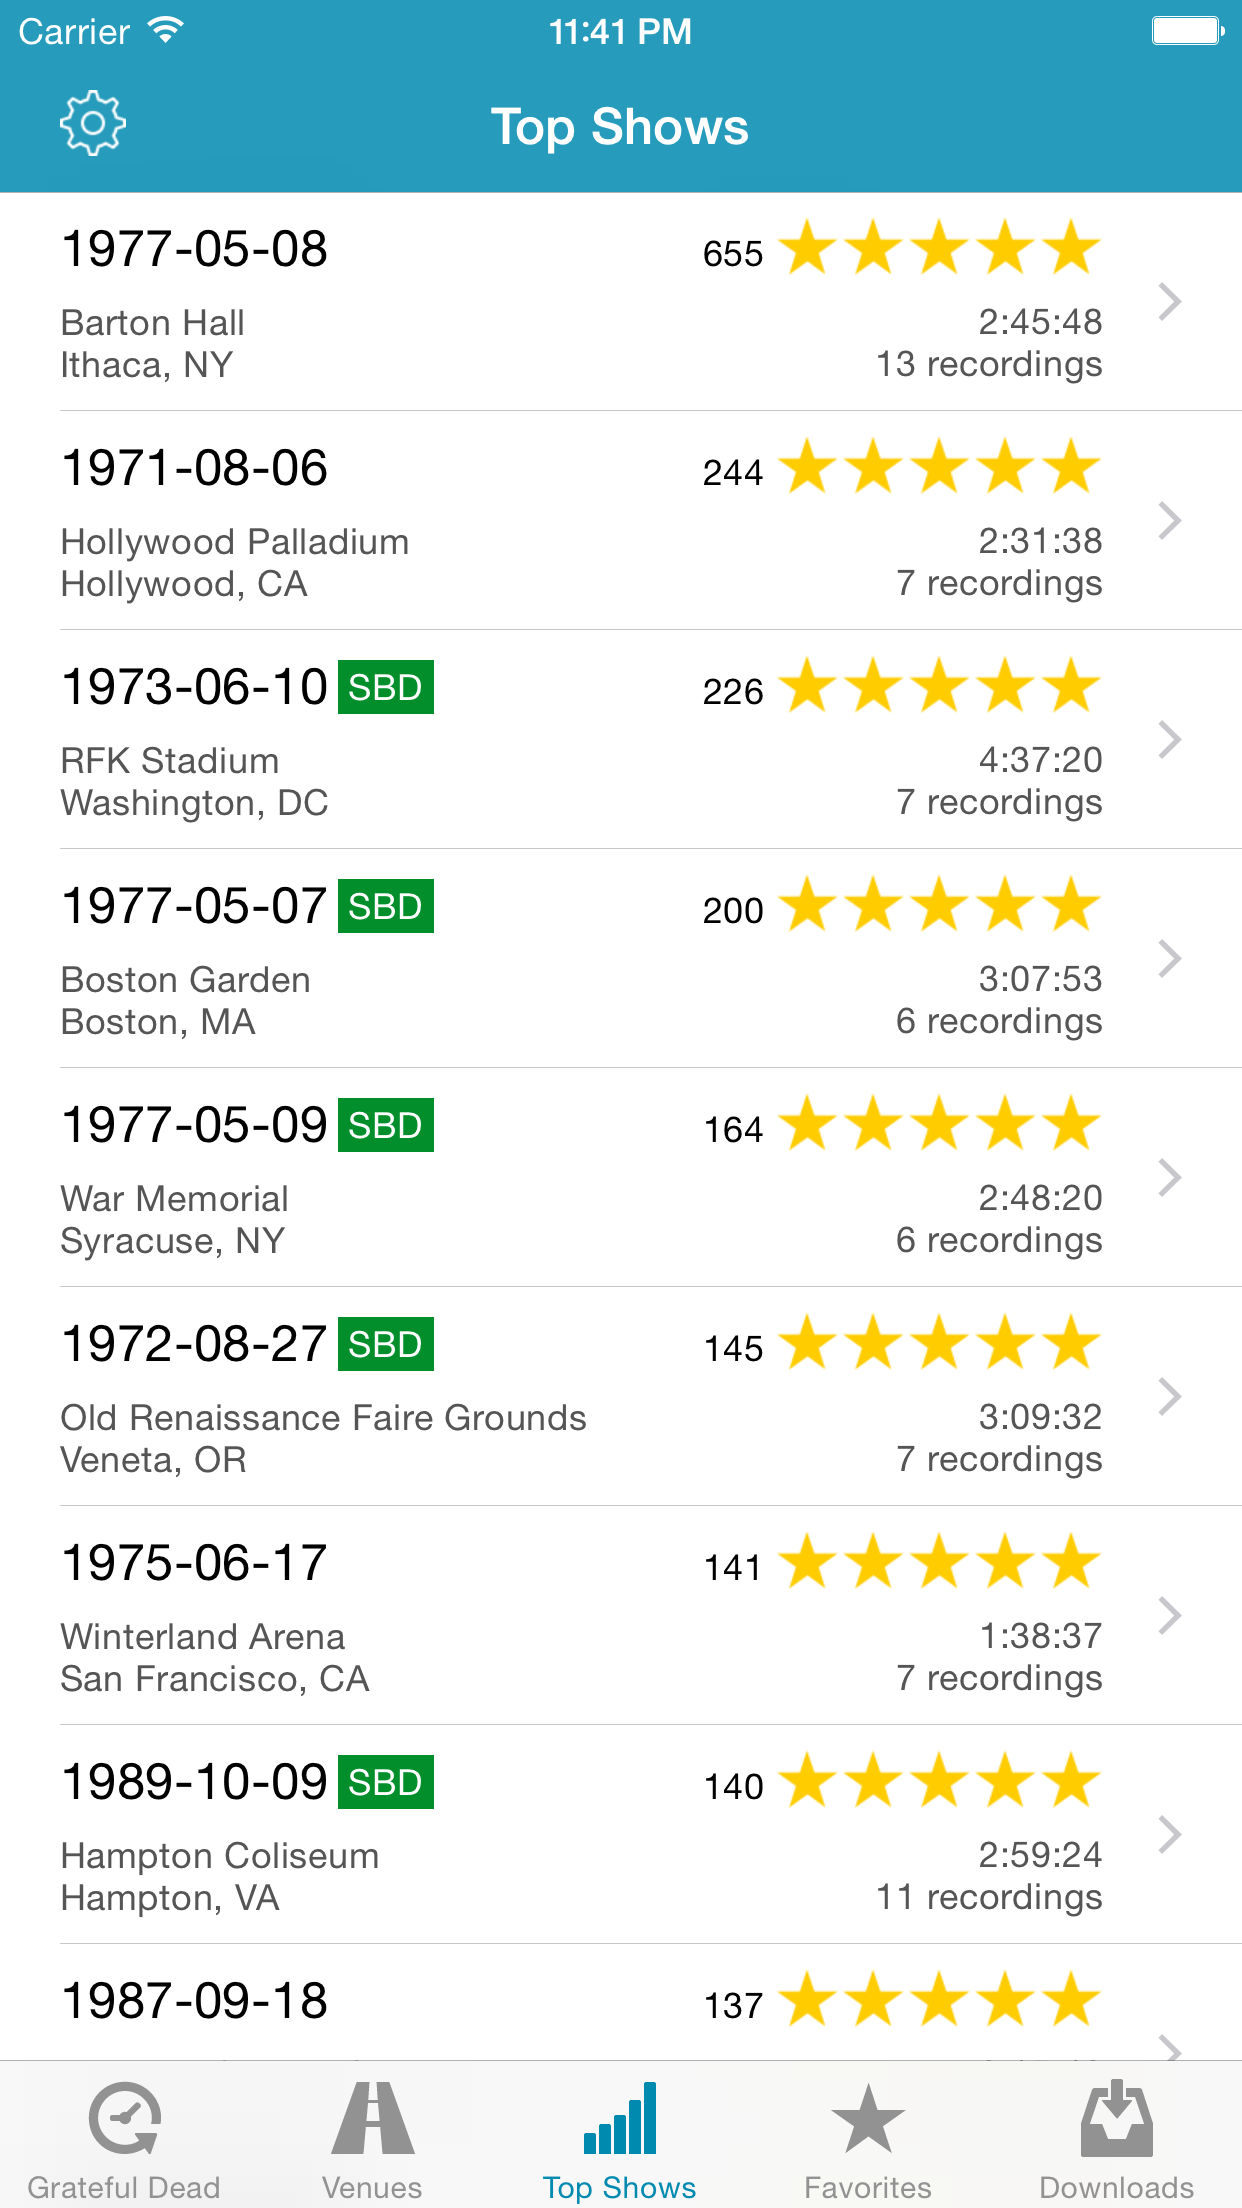 Carrier 11:41 PM
Top Shows
1977-05-08 655
Barton Hall 2:45:48
Ithaca, NY 13 recordings
1971-08-06 244
Hollywood Palladium 2:31:38
Hollywood, CA 7 recordings
1973-06-10 SBD 226
RFK Stadium 4:37:20
Washington, DC 7 recordings
1977-05-07 SBD 200
Boston Garden 3:07:53
Boston, MA 6 recordings
1977-05-09 SBD 164
War Memorial 2:48:20
Syracuse, NY 6 recordings
1972-08-27 SBD 145
Old Renaissance Faire Grounds 3:09:32
Veneta, OR 7 recordings
1975-06-17 141
Winterland Arena 1:38:37
San Francisco, CA 7 recordings
1989-10-09 SBD 140
Hampton Coliseum 2:59:24
Hampton, VA 11 recordings
1987-09-18 137
Grateful Dead Venues Top Shows Favorites Downloads